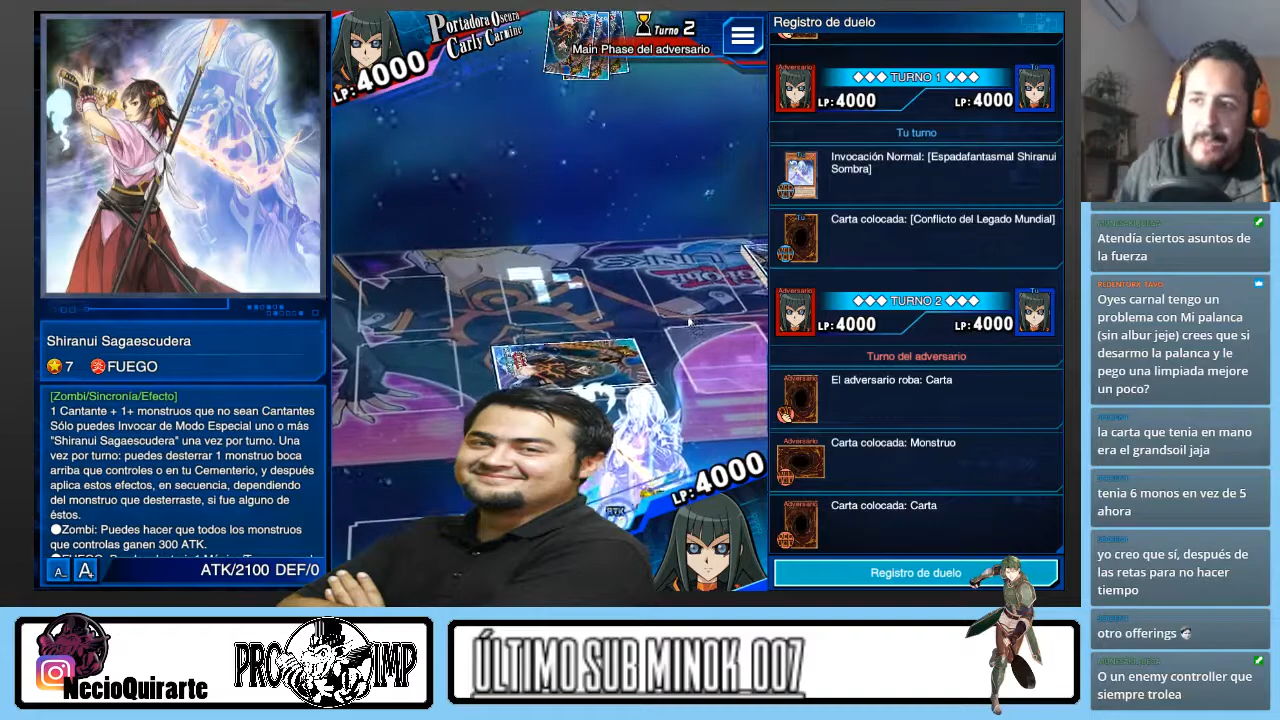 Shiranui Sagaescudera
7 FUEGO
[Zombi/Sincronía/Efecto]
1 Cantante + 1+ monstruos que no sean Cantantes
Sólo puedes Invocar de Modo Especial uno o más
"Shiranui Sagaescudera" una vez por turno. Una
vez por turno: puedes desterrar 1 monstruo boca
arriba que controles o en tu Cementerio, y después
aplica estos efectos, en secuencia, dependiendo
del monstruo que desterraste, si fue alguno de
éstos.
●Zombi: Puedes hacer que todos los monstruos
que controlas ganen 300 ATK.
A- A+ ATK/2100 DEF/0
Portadora Oscura
Carly Carmine
LP: 4000
Turno 2
Main Phase del adversario
LINKS
LP: 4000
Registro de duelo
Adversario Tu
TURNO 1
LP: 4000 LP: 4000
Tu turno
Invocación Normal: [Espadafantasmal Shiranui
Sombra]
Tu
Carta colocada: [Conflicto del Legado Mundial]
Adversario Tu
TURNO 2
LP: 4000 LP: 4000
Turno del adversario
Adversario
El adversario roba: Carta
Adversario
Carta colocada: Monstruo
Adversario
Carta colocada: Carta
Registro de duelo
Atendía ciertos asuntos de
la fuerza
Oyes carnal tengo un
problema con Mi palanca
(sin albur jeje) crees que si
desarmo la palanca y le
pego una limpiada mejore
un poco?
la carta que tenia en mano
era el grandsoil jaja
tenia 6 monos en vez de 5
ahora
yo creo que sí, después de
las retas para no hacer
tiempo
otro offerings
O un enemy controller que
siempre trolea
NecioQuirarte
PRO IMP
ÚLTIMO SUB MINOK_007